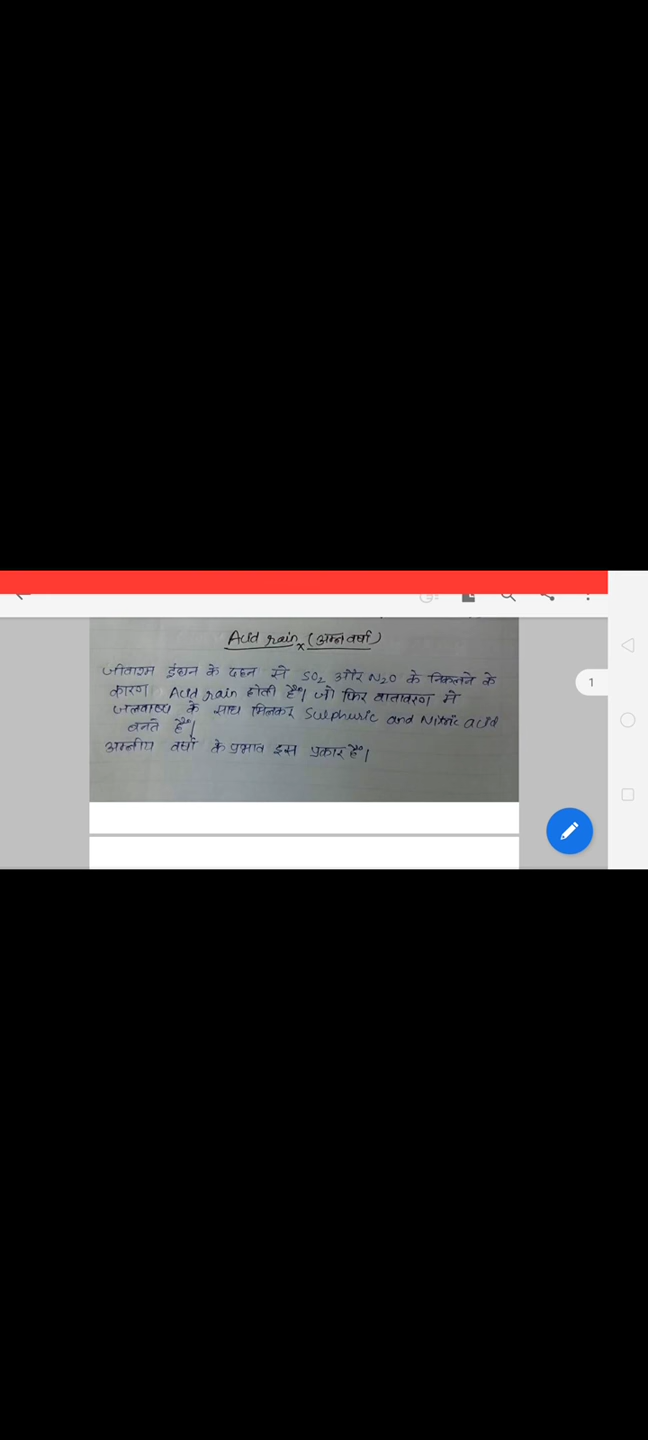 Acid rain (अम्ल वर्षा)
जीवाश्म ईंधन के दहन से SO2 और N2O के निकलने के
कारण Acid rain होती है। जो फिर वातावरण में
जलवाष्प के साथ मिलकर Sulphuric and Nitric acid
बनते है।
अम्लीय वर्षा के प्रभाव इस प्रकार है।
1